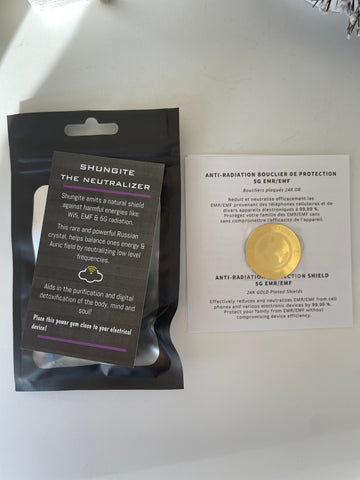 SHUNGITE
THE NEUTRALIZER
Shungite amits a natural shield
against harmful energies like:
Wifi, EMF & 5G radiation.
This rare and powerful Russian
crystal, helps balance ones energy &
Auric field by neutralizing low level
frequencies.
Aids in the purification and digital
detoxification of the body, mind and
soul!
Place this power gem close to your electrical
device!
ANTI-RADIATION BOUCLIER DE PROTECTION
5G EMR/EMF
Boucliers plaqués 24K OR
Réduit et neutralise efficacement les
EMR/EMF provenant des téléphones cellulaires et de
divers appareils électroniques à 99,99 %.
Protégez votre famille des EMR/EMF sans
sans compromettre l'efficacité de l'appareil.
ANTI-RADIATION SHIELD
5G EMR/EMF
24K GOLD-Plated Shields
Effectively reduces and neutralizes EMR/EMF from cell
phones and various electronic devices by 99.99 %.
Protect your family from EMR/EMF without
compromising device efficiency.